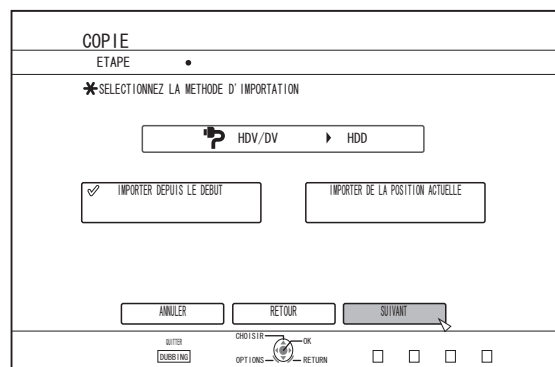 COPIE
ETAPE
SELECTIONNEZ LA METHODE D'IMPORTATION
HDV/DV HDD
IMPORTER DEPUIS LE DEBUT IMPORTER DE LA POSITION ACTUELLE
ANNULER RETOUR SUIVANT
QUITTER CHOISIR OK
DUBBING OPTIONS RETURN